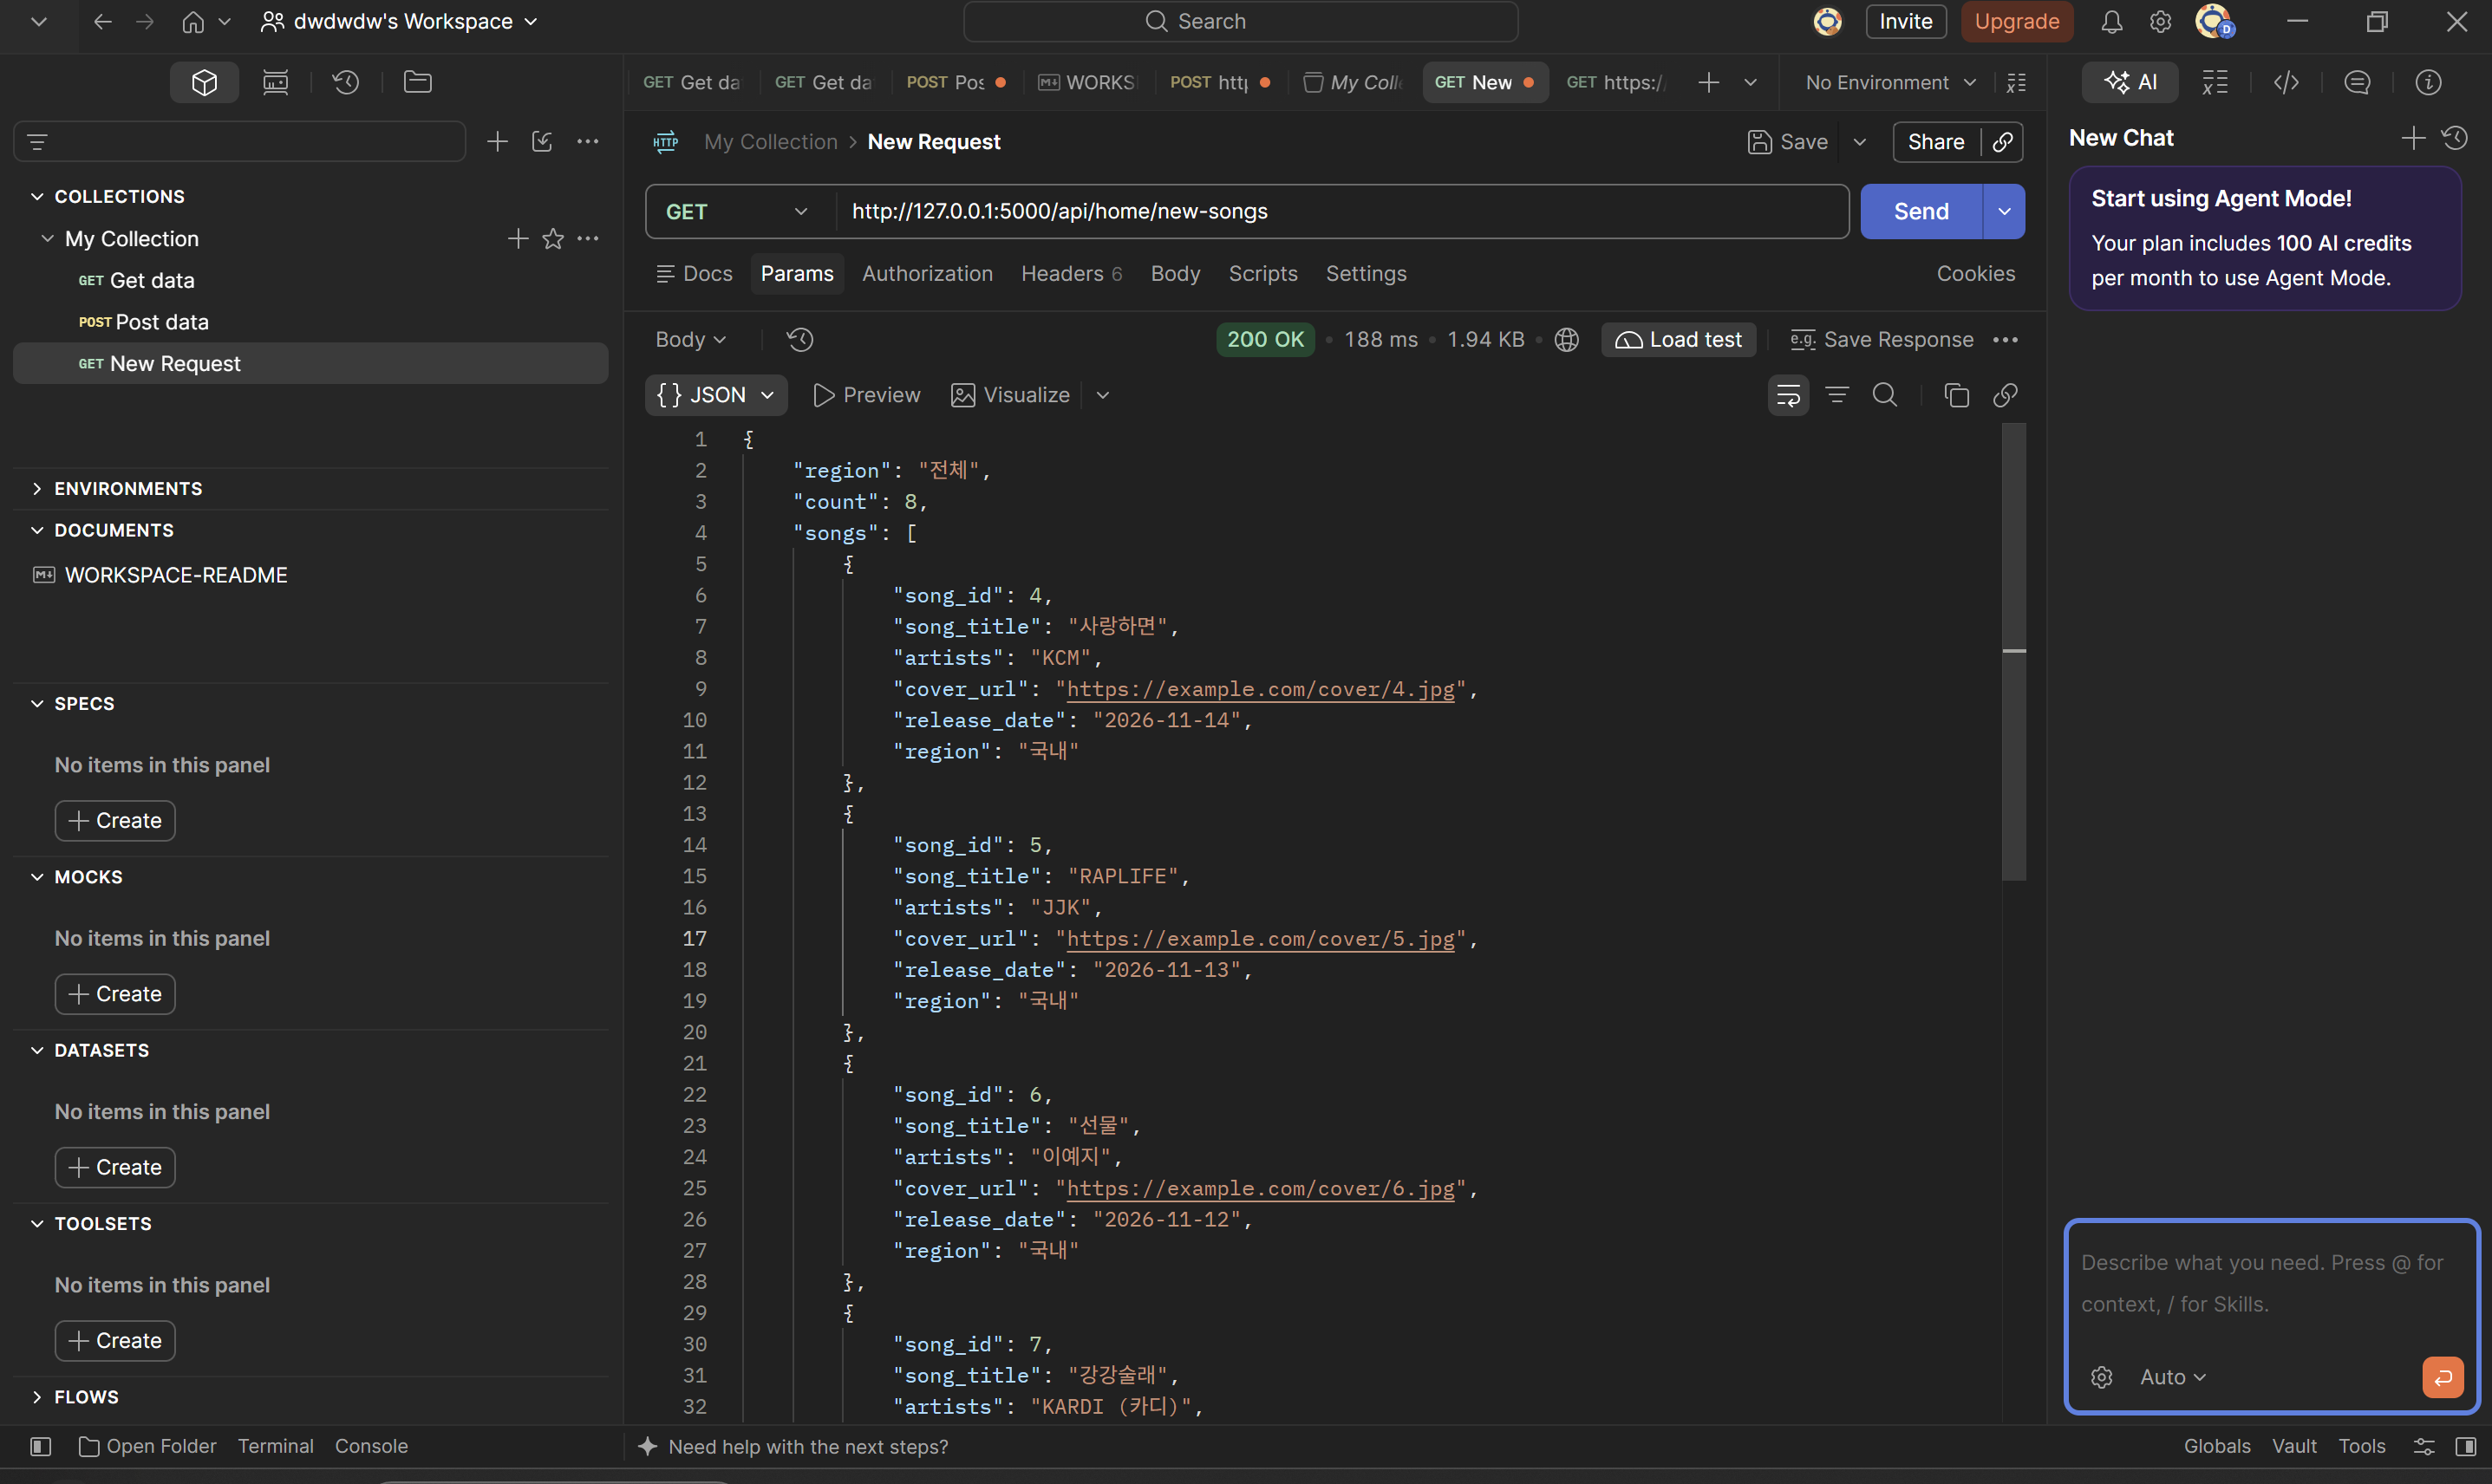 dwdwdw's Workspace
Search
Invite
Upgrade
GET Get da
GET Get da
POST Pos
WORKS
POST htt
My Coll
GET New
GET https:/
No Environment
AI
COLLECTIONS
My Collection
GET Get data
POST Post data
GET New Request
ENVIRONMENTS
DOCUMENTS
WORKSPACE-README
SPECS
No items in this panel
Create
MOCKS
No items in this panel
Create
DATASETS
No items in this panel
Create
TOOLSETS
No items in this panel
Create
FLOWS
HTTP My Collection > New Request
Save
Share
GET http://127.0.0.1:5000/api/home/new-songs
Send
Docs Params Authorization Headers 6 Body Scripts Settings
Cookies
Body
200 OK • 188 ms • 1.94 KB
Load test
e.g. Save Response
{} JSON
Preview
Visualize
1 {
2 "region": "전체",
3 "count": 8,
4 "songs": [
5 {
6 "song_id": 4,
7 "song_title": "사랑하면",
8 "artists": "KCM",
9 "cover_url": "https://example.com/cover/4.jpg",
10 "release_date": "2026-11-14",
11 "region": "국내"
12 },
13 {
14 "song_id": 5,
15 "song_title": "RAPLIFE",
16 "artists": "JJK",
17 "cover_url": "https://example.com/cover/5.jpg",
18 "release_date": "2026-11-13",
19 "region": "국내"
20 },
21 {
22 "song_id": 6,
23 "song_title": "선물",
24 "artists": "이예지",
25 "cover_url": "https://example.com/cover/6.jpg",
26 "release_date": "2026-11-12",
27 "region": "국내"
28 },
29 {
30 "song_id": 7,
31 "song_title": "강강술래",
32 "artists": "KARDI (카디)",
New Chat
Start using Agent Mode!
Your plan includes 100 AI credits
per month to use Agent Mode.
Describe what you need. Press @ for
context, / for Skills.
Auto
Open Folder
Terminal
Console
Need help with the next steps?
Globals
Vault
Tools